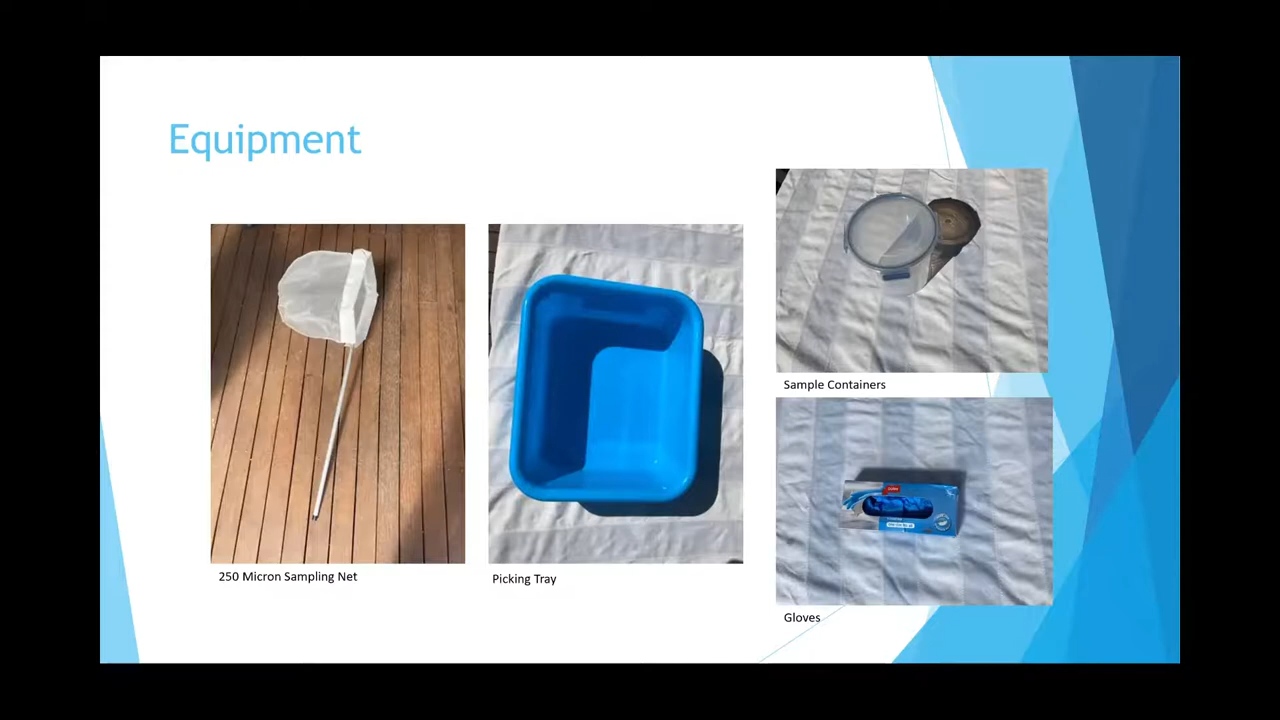 Equipment
250 Micron Sampling Net
Picking Tray
Sample Containers
Gloves